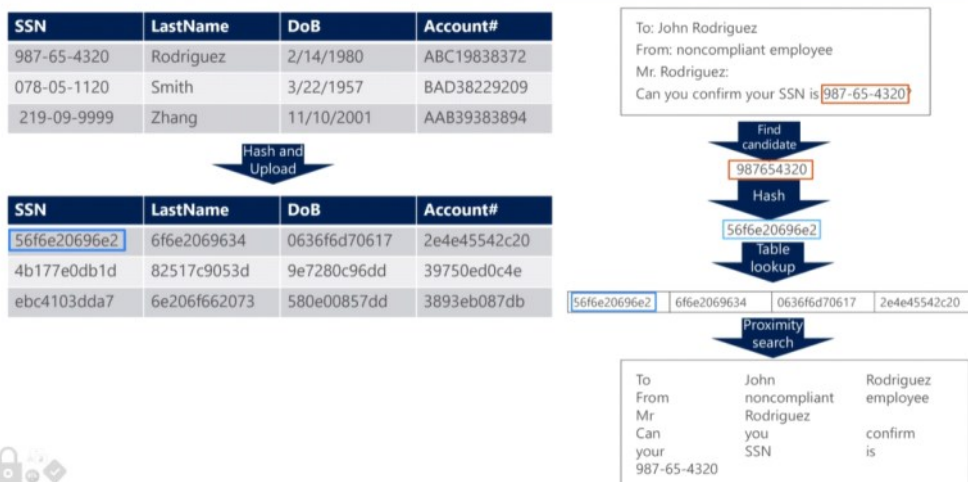 SSN LastName DoB Account#
987-65-4320 Rodriguez 2/14/1980 ABC19838372
078-05-1120 Smith 3/22/1957 BAD38229209
219-09-9999 Zhang 11/10/2001 AAB39383894
Hash and
Upload
SSN LastName DoB Account#
56f6e20696e2 6f6e2069634 0636f6d70617 2e4e45542c20
4b177e0db1d 82517c9053d 9e7280c96dd 39750ed0c4e
ebc4103dda7 6e206f662073 580e00857dd 3893eb087db
To: John Rodriguez
From: noncompliant employee
Mr. Rodriguez:
Can you confirm your SSN is 987-65-4320?
Find
candidate
987654320
Hash
56f6e20696e2
Table
lookup
56f6e20696e2 6f6e2069634 0636f6d70617 2e4e45542c20
Proximity
search
To John Rodriguez
From noncompliant employee
Mr Rodriguez
Can you confirm
your SSN is
987-65-4320